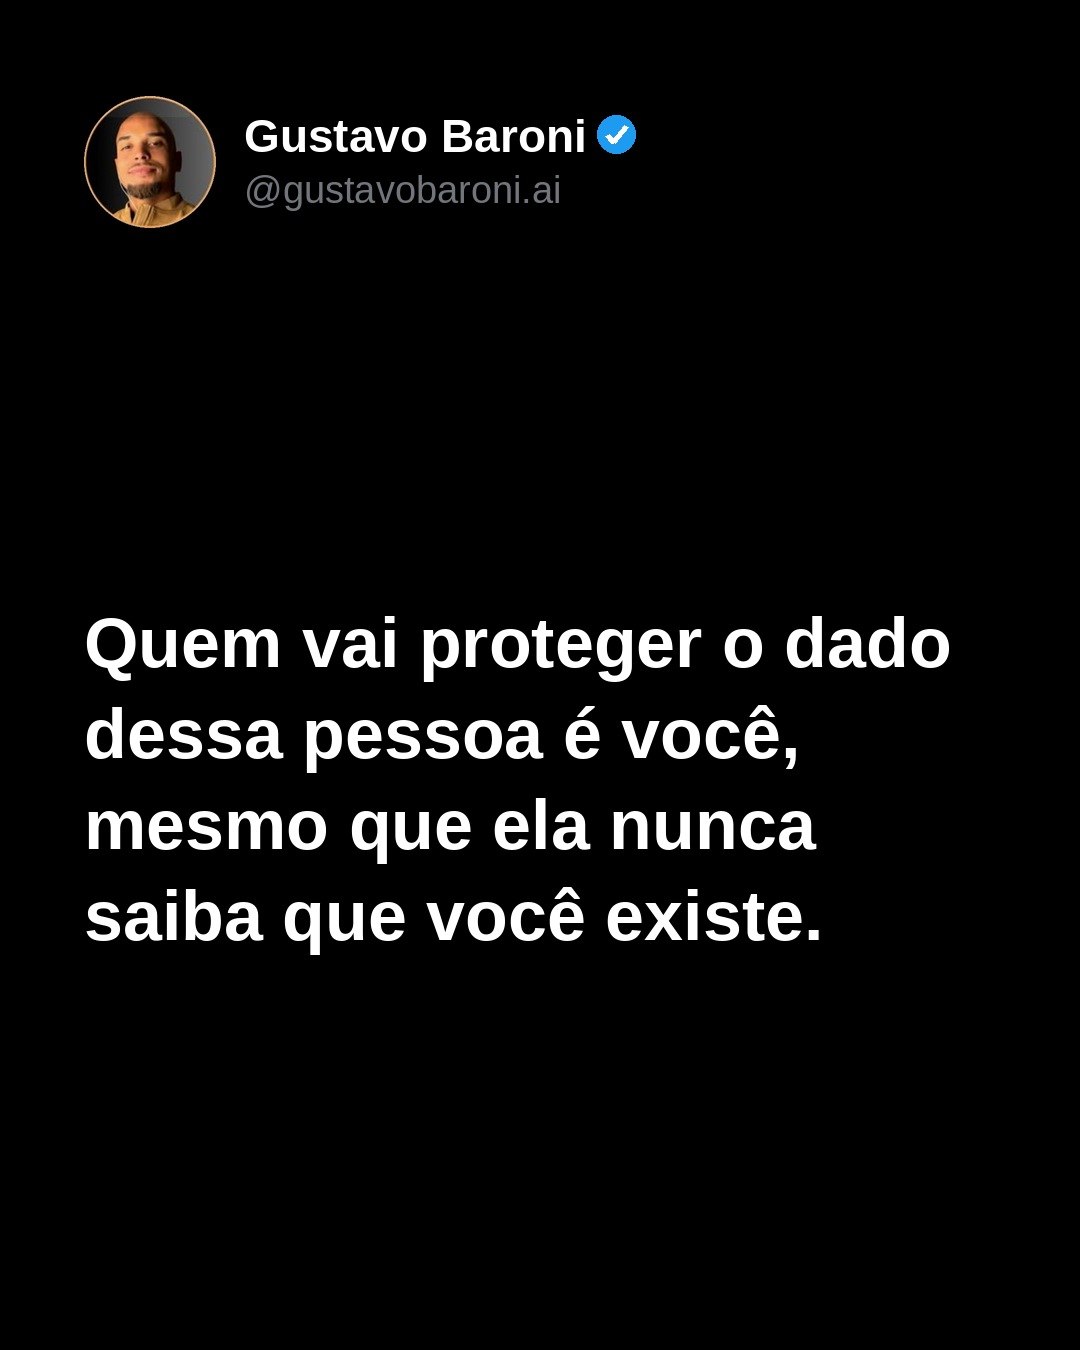 Gustavo Baroni
@gustavobaroni.ai
Quem vai proteger o dado
dessa pessoa é você,
mesmo que ela nunca
saiba que você existe.